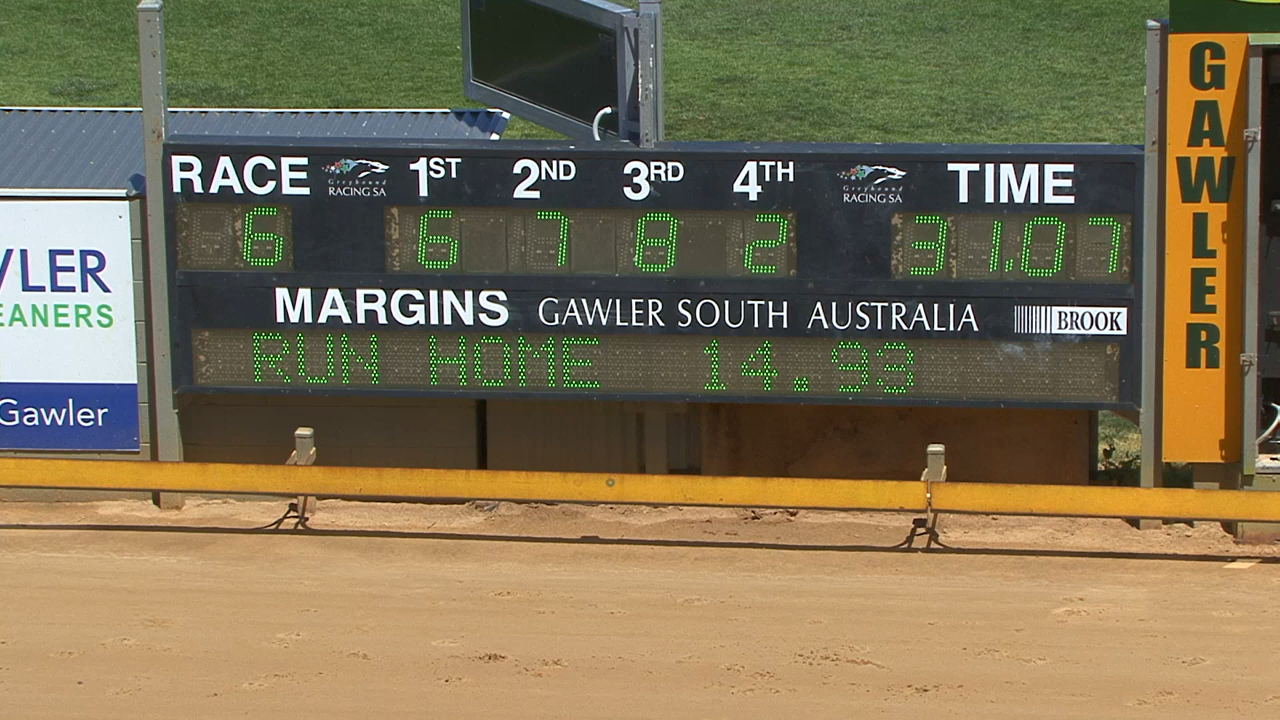 RACE Greyhound RACING SA 1ST 2ND 3RD 4TH Greyhound RACING SA TIME
6 6 7 8 2 31.07
MARGINS GAWLER SOUTH AUSTRALIA BROOK
RUN HOME 14.93
GAWLER
VLER
EANERS
Gawler